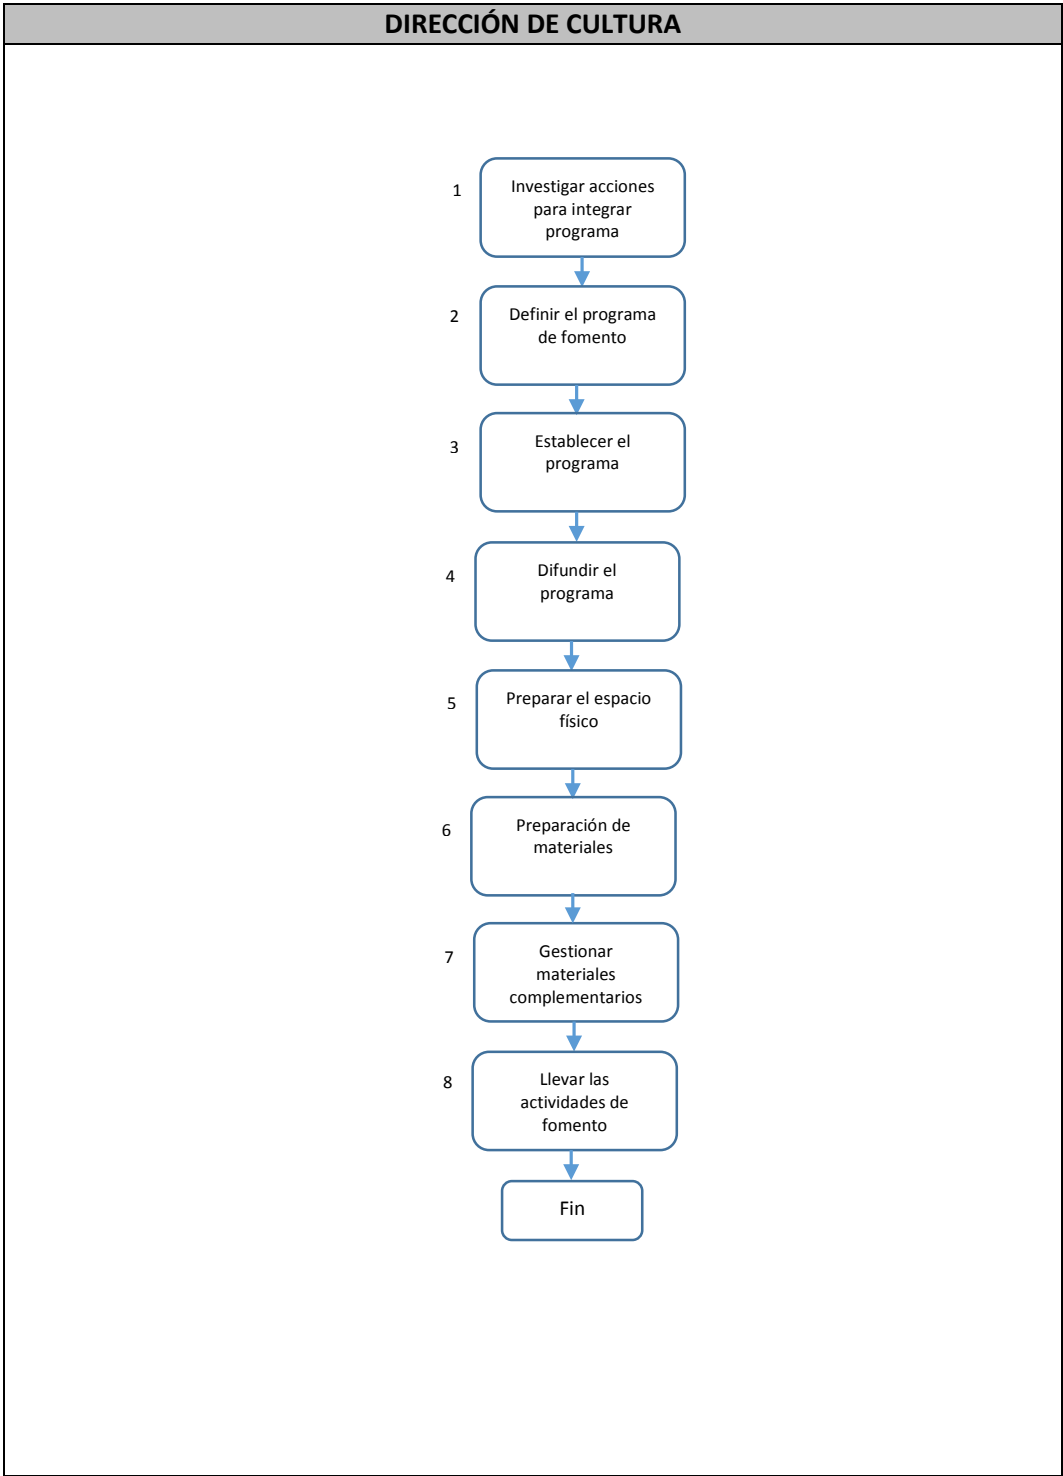 DIRECCIÓN DE CULTURA
1
Investigar acciones
para integrar
programa
2
Definir el programa
de fomento
3
Establecer el
programa
4
Difundir el
programa
5
Preparar el espacio
físico
6
Preparación de
materiales
7
Gestionar
materiales
complementarios
8
Llevar las
actividades de
fomento
Fin